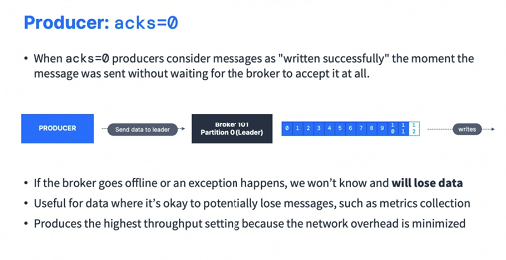 Producer: acks=0
• When acks=0 producers consider messages as "written successfully" the moment the
message was sent without waiting for the broker to accept it at all.
PRODUCER
Send data to leader
Broker 101
Partition 0 (Leader)
0 1 2 3 4 5 6 7 8 9 10 11 12
writes
• If the broker goes offline or an exception happens, we won't know and will lose data
• Useful for data where it's okay to potentially lose messages, such as metrics collection
• Produces the highest throughput setting because the network overhead is minimized